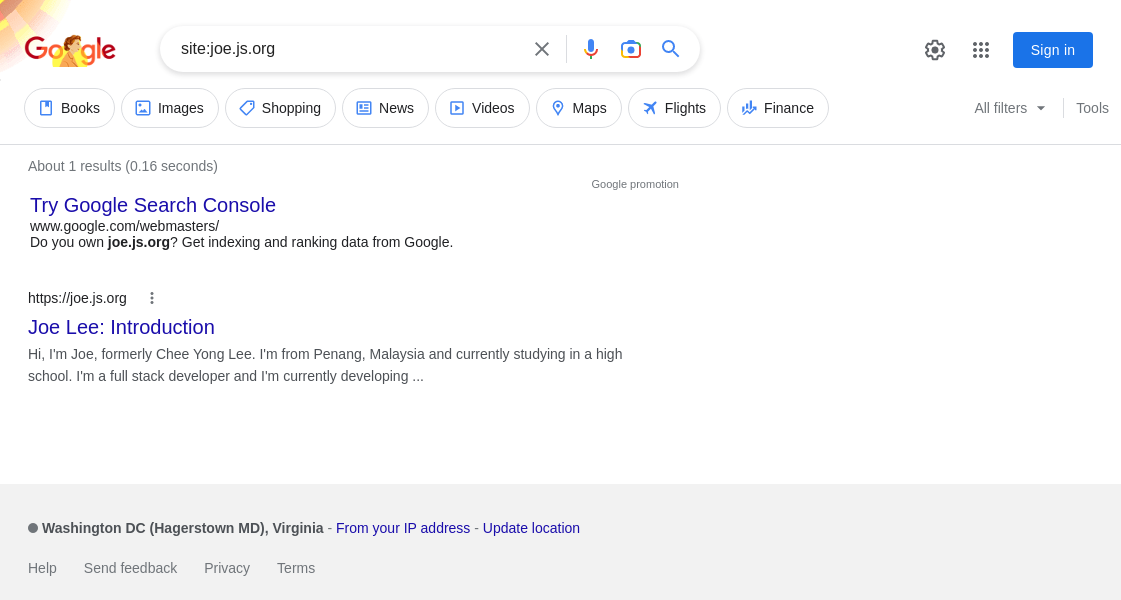 Google
site:joe.js.org
Sign in
Books
Images
Shopping
News
Videos
Maps
Flights
Finance
All filters
Tools
About 1 results (0.16 seconds)
Google promotion
Try Google Search Console
www.google.com/webmasters/
Do you own joe.js.org? Get indexing and ranking data from Google.
https://joe.js.org
Joe Lee: Introduction
Hi, I'm Joe, formerly Chee Yong Lee. I'm from Penang, Malaysia and currently studying in a high
school. I'm a full stack developer and I'm currently developing ...
Washington DC (Hagerstown MD), Virginia - From your IP address - Update location
Help Send feedback Privacy Terms